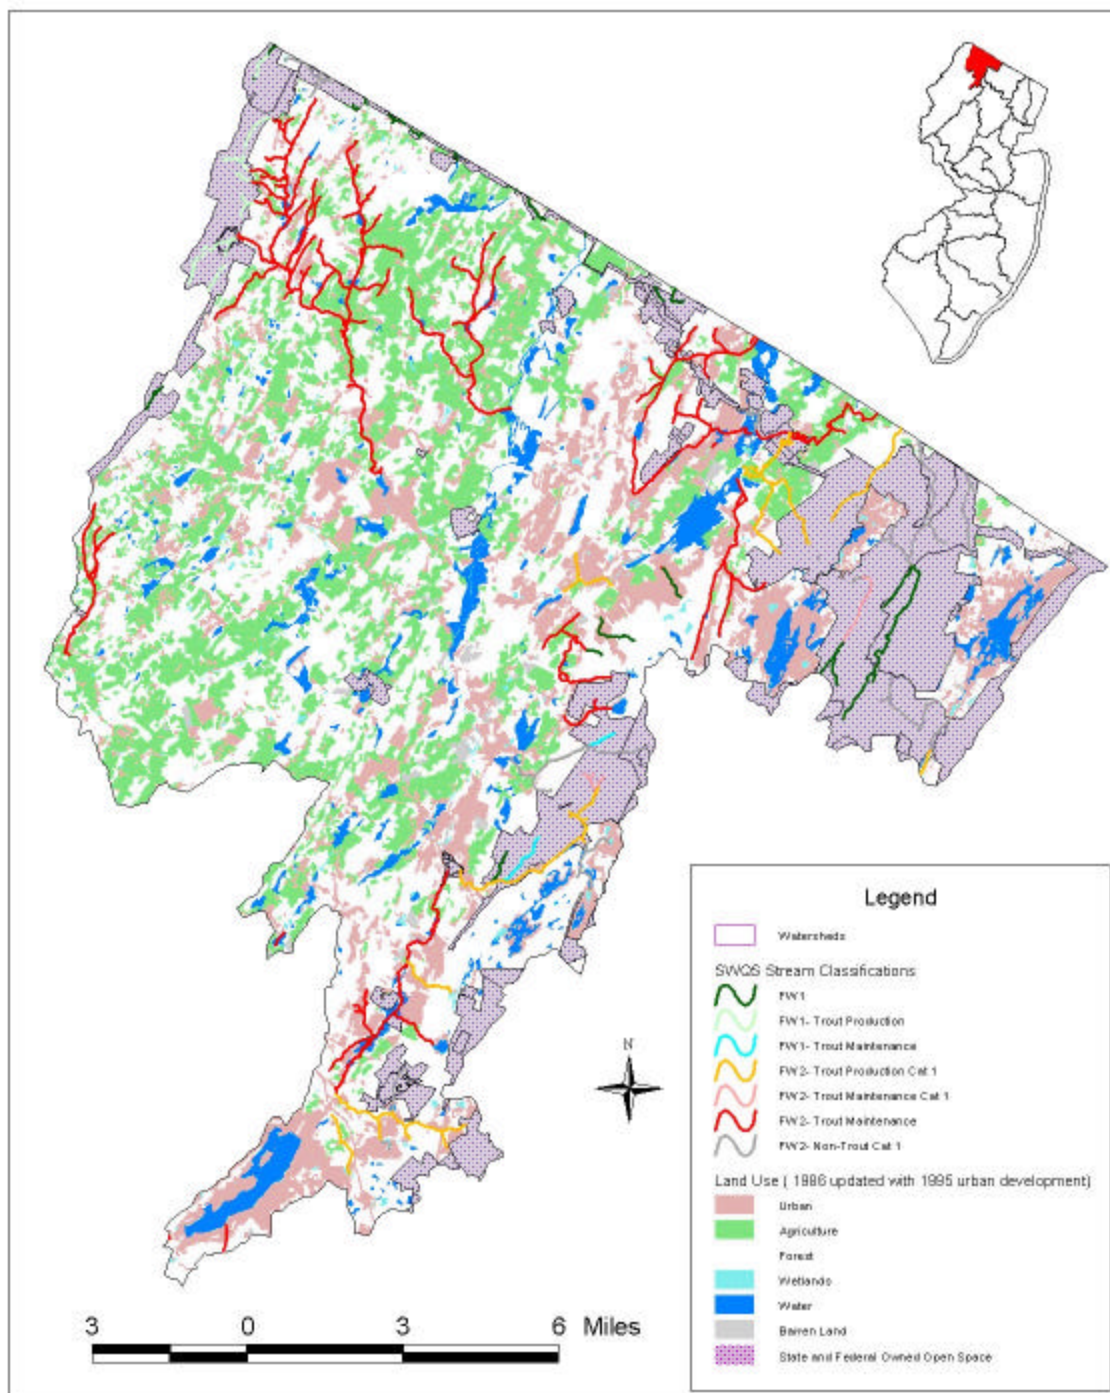 N
3 0 3 6 Miles
Legend
Watersheds
SWQS Stream Classifications
FW1
FW1- Trout Production
FW1- Trout Maintenance
FW2- Trout Production Cat 1
FW2- Trout Maintenance Cat 1
FW2- Trout Maintenance
FW2- Non-Trout Cat 1
Land Use ( 1986 updated with 1995 urban development)
Urban
Agriculture
Forest
Wetlands
Water
Barren Land
State and Federal Owned Open Space